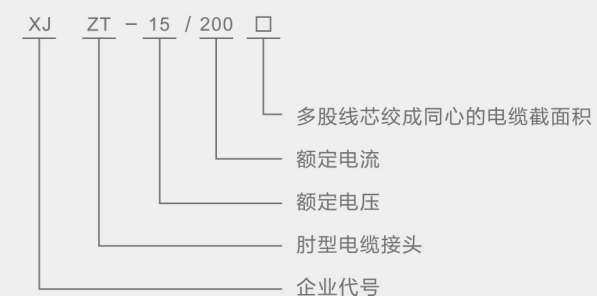 XJ ZT – 15 / 200 □
多股线芯绞成同心的电缆截面积
额定电流
额定电压
肘型电缆接头
企业代号